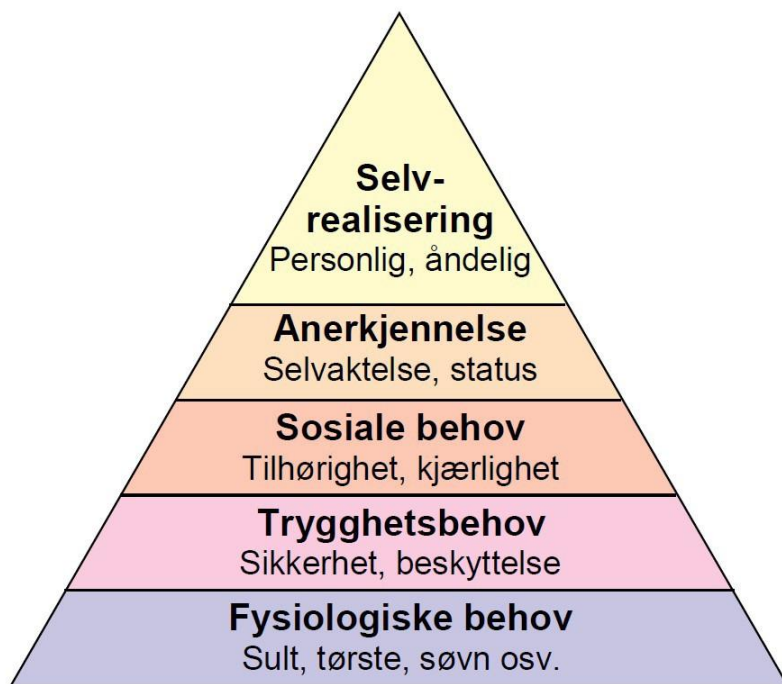 Selv-
realisering
Personlig, åndelig
Anerkjennelse
Selvaktelse, status
Sosiale behov
Tilhørighet, kjærlighet
Trygghetsbehov
Sikkerhet, beskyttelse
Fysiologiske behov
Sult, tørste, søvn osv.